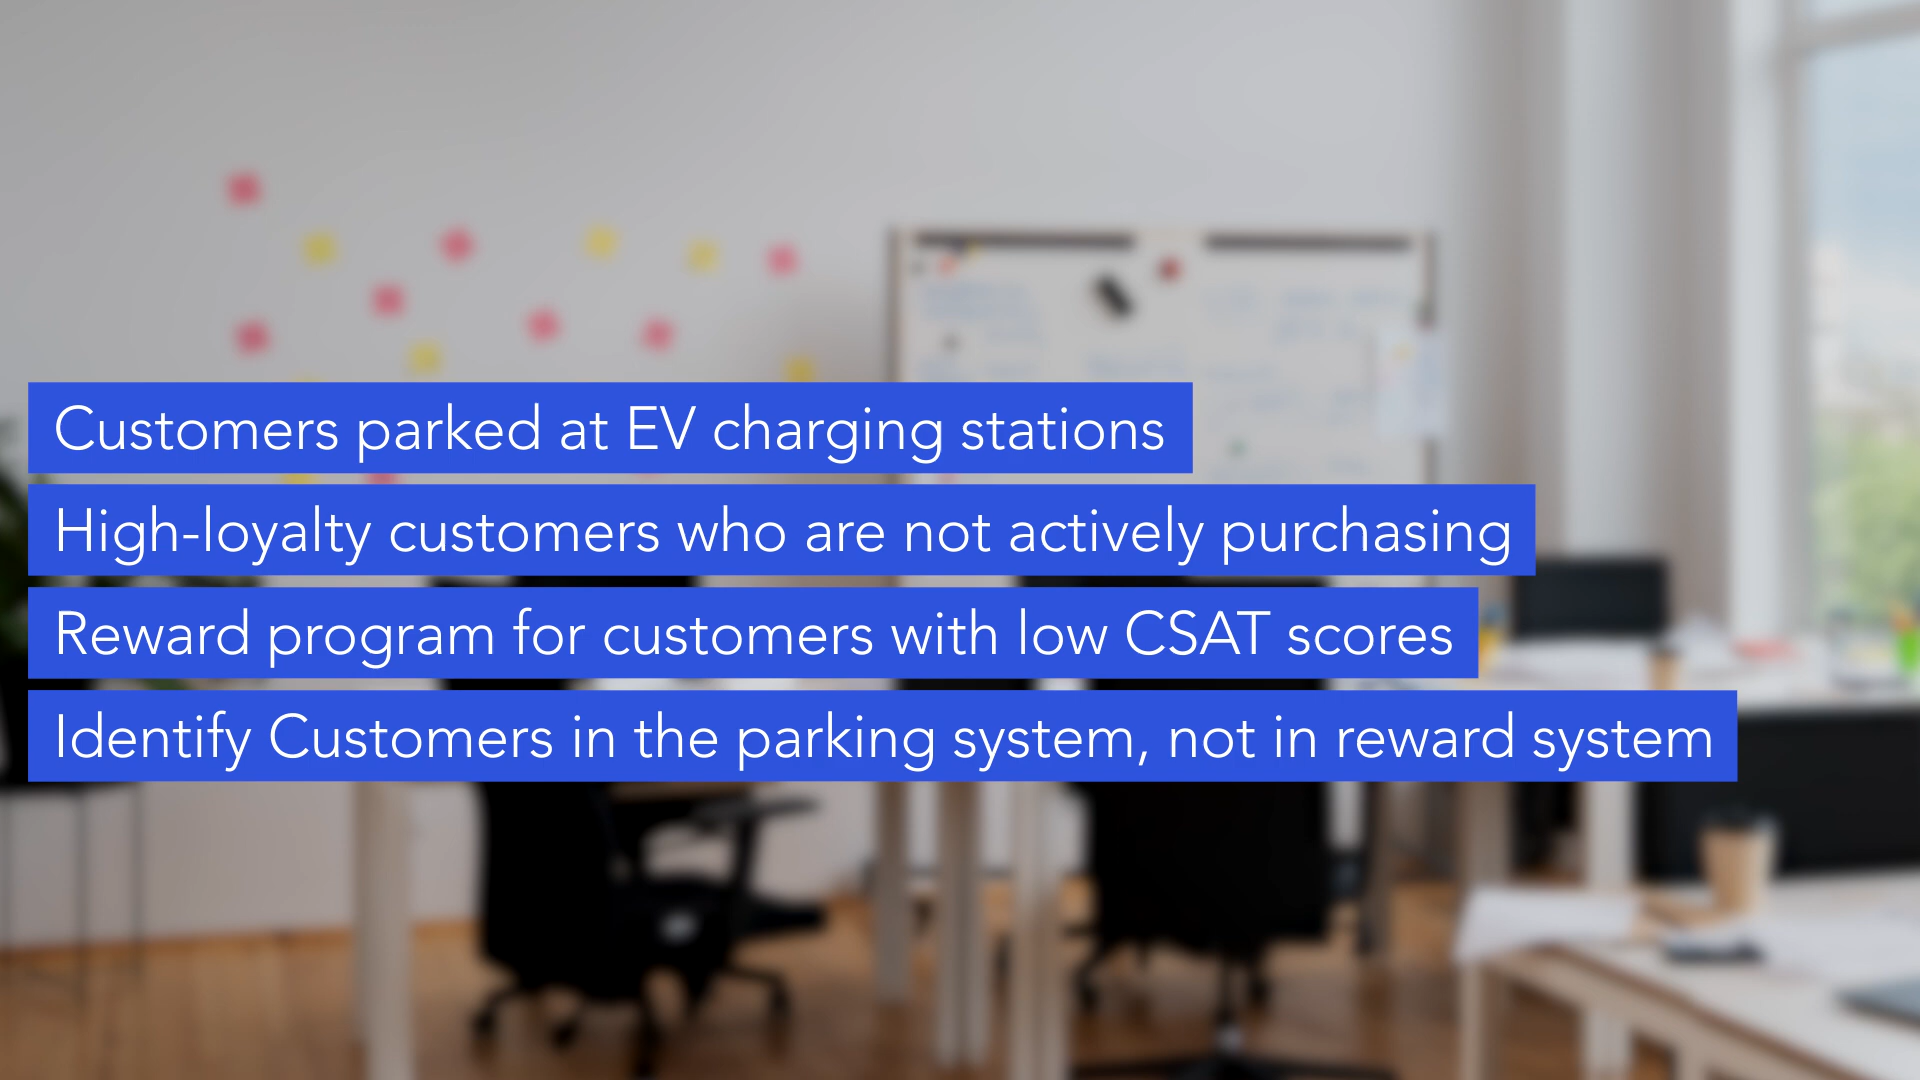 Customers parked at EV charging stations
High-loyalty customers who are not actively purchasing
Reward program for customers with low CSAT scores
Identify Customers in the parking system, not in reward system